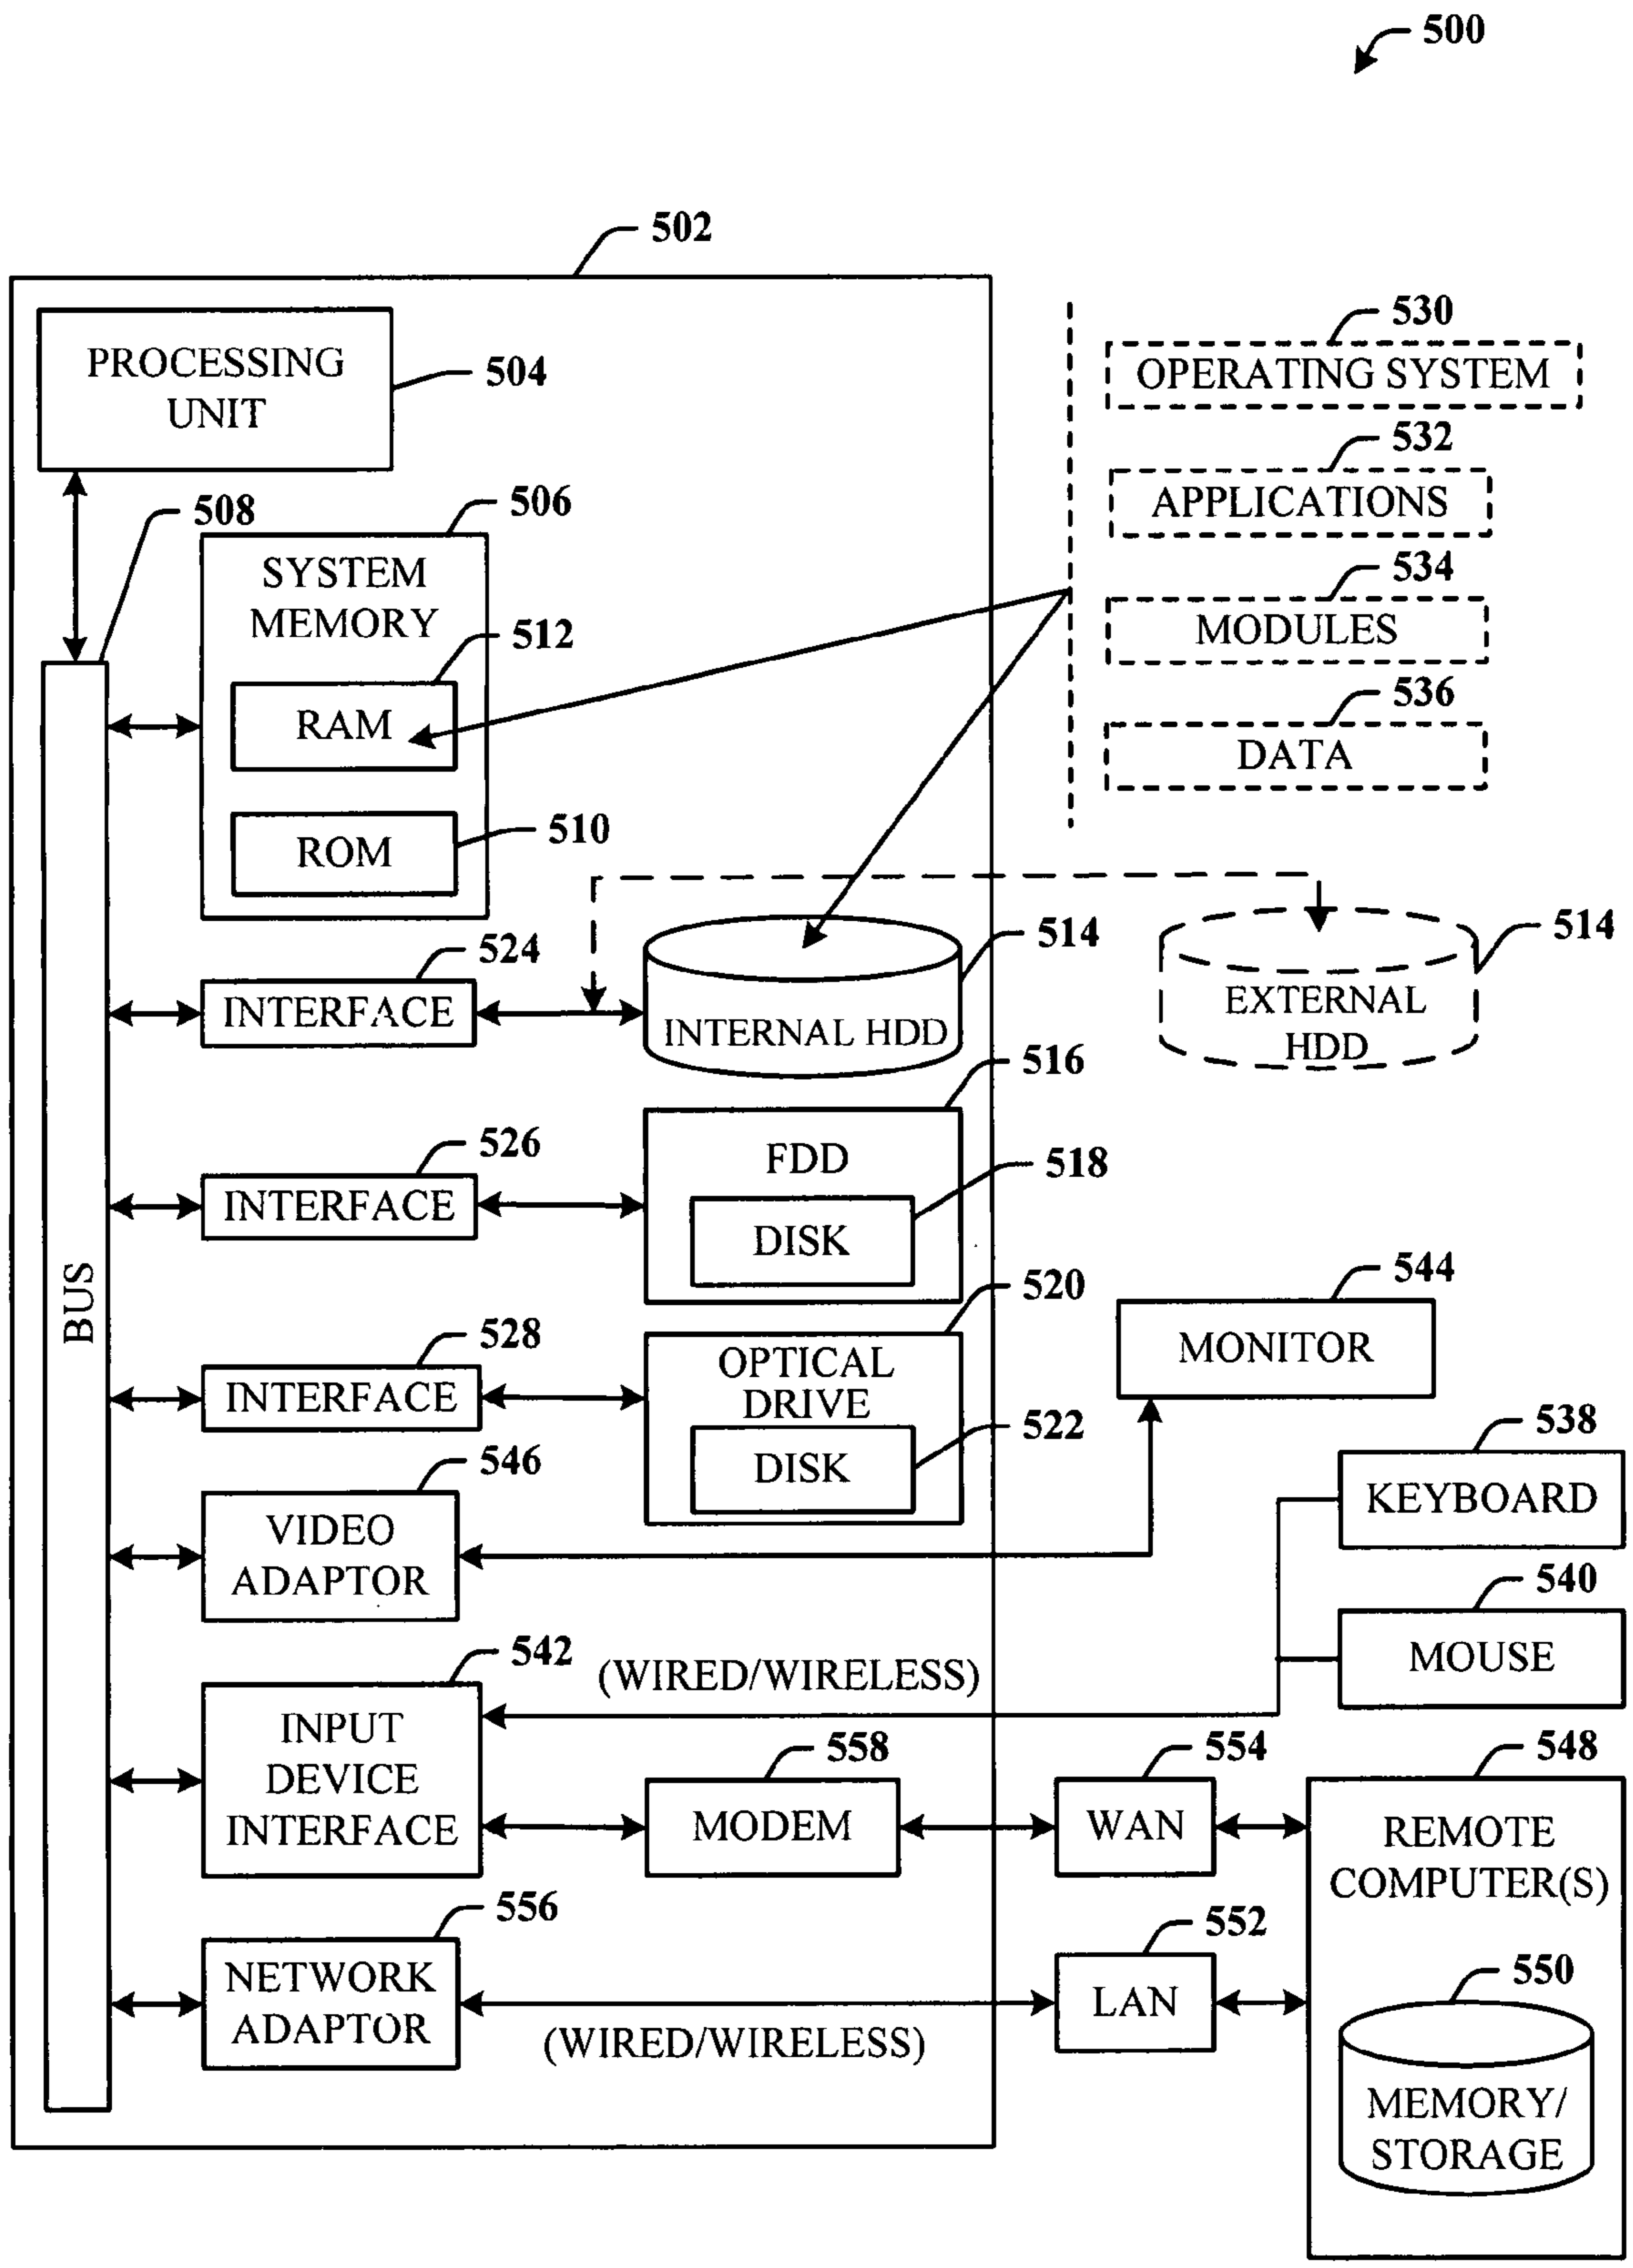 500
502
PROCESSING
UNIT
504
530
OPERATING SYSTEM
532
APPLICATIONS
534
MODULES
536
DATA
508
506
SYSTEM
MEMORY
512
RAM
510
ROM
BUS
524
INTERFACE
514
INTERNAL HDD
514
EXTERNAL
HDD
526
INTERFACE
516
FDD
518
DISK
528
INTERFACE
520
OPTICAL
DRIVE
522
DISK
544
MONITOR
546
VIDEO
ADAPTOR
538
KEYBOARD
540
MOUSE
542
INPUT
DEVICE
INTERFACE
(WIRED/WIRELESS)
558
MODEM
554
WAN
548
REMOTE
COMPUTER(S)
556
NETWORK
ADAPTOR
(WIRED/WIRELESS)
552
LAN
550
MEMORY/
STORAGE